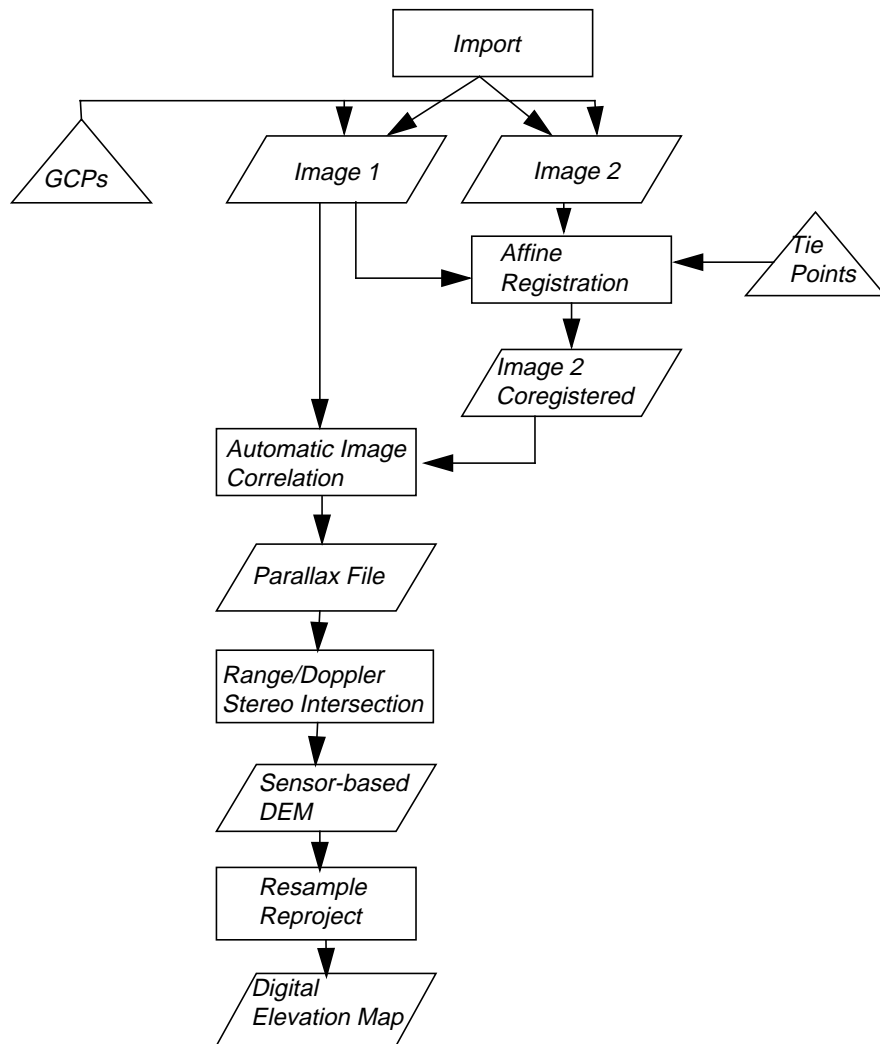 Import
GCPs
Image 1
Image 2
Affine
Registration
Tie
Points
Image 2
Coregistered
Automatic Image
Correlation
Parallax File
Range/Doppler
Stereo Intersection
Sensor-based
DEM
Resample
Reproject
Digital
Elevation Map